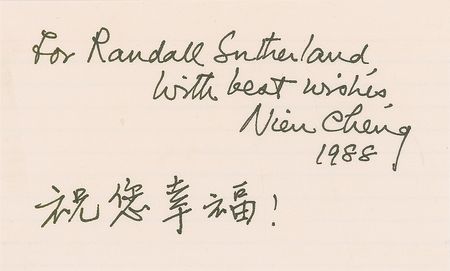 For Randall Sutherland
With best wishes
Nien Cheng
1988
祝您幸福!